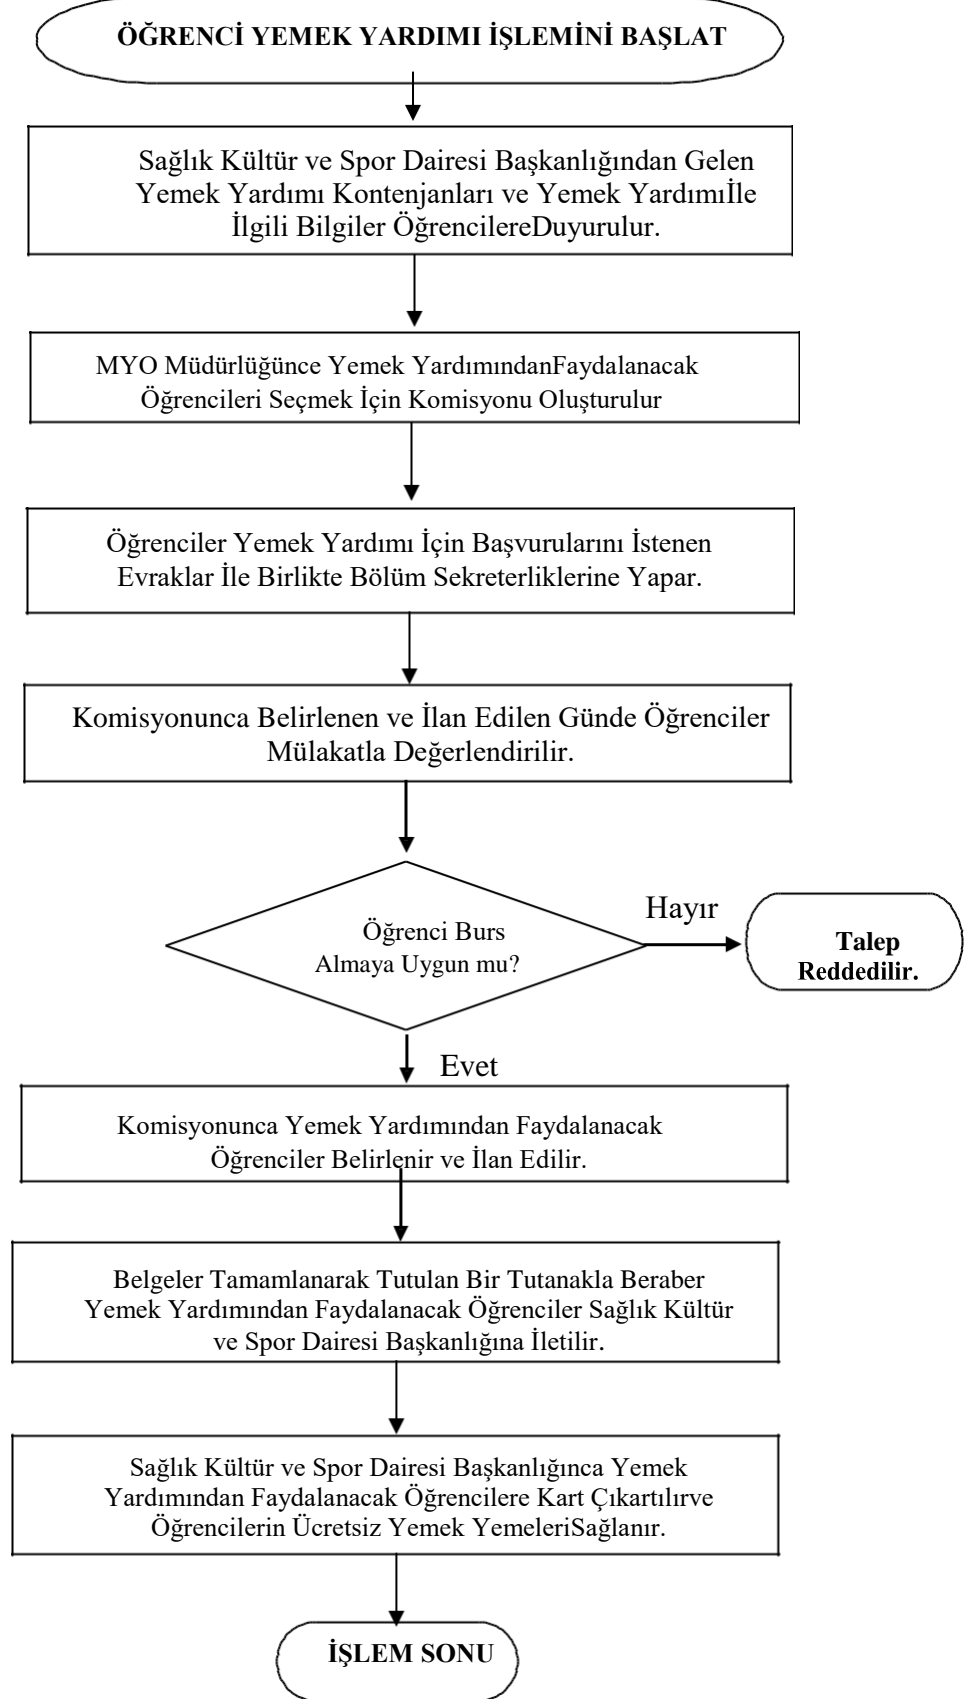 ÖĞRENCİ YEMEK YARDIMI İŞLEMİNİ BAŞLAT
Sağlık Kültür ve Spor Dairesi Başkanlığından Gelen
Yemek Yardımı Kontenjanları ve Yemek Yardımıİle
İlgili Bilgiler ÖğrencilereDuyurulur.
MYO Müdürlüğünce Yemek YardımındanFaydalanacak
Öğrencileri Seçmek İçin Komisyonu Oluşturulur
Öğrenciler Yemek Yardımı İçin Başvurularını İstenen
Evraklar İle Birlikte Bölüm Sekreterliklerine Yapar.
Komisyonunca Belirlenen ve İlan Edilen Günde Öğrenciler
Mülakatla Değerlendirilir.
Öğrenci Burs
Almaya Uygun mu?
Hayır
Talep
Reddedilir.
Evet
Komisyonunca Yemek Yardımından Faydalanacak
Öğrenciler Belirlenir ve İlan Edilir.
Belgeler Tamamlanarak Tutulan Bir Tutanakla Beraber
Yemek Yardımından Faydalanacak Öğrenciler Sağlık Kültür
ve Spor Dairesi Başkanlığına İletilir.
Sağlık Kültür ve Spor Dairesi Başkanlığınca Yemek
Yardımından Faydalanacak Öğrencilere Kart Çıkartılırve
Öğrencilerin Ücretsiz Yemek YemeleriSağlanır.
İŞLEM SONU